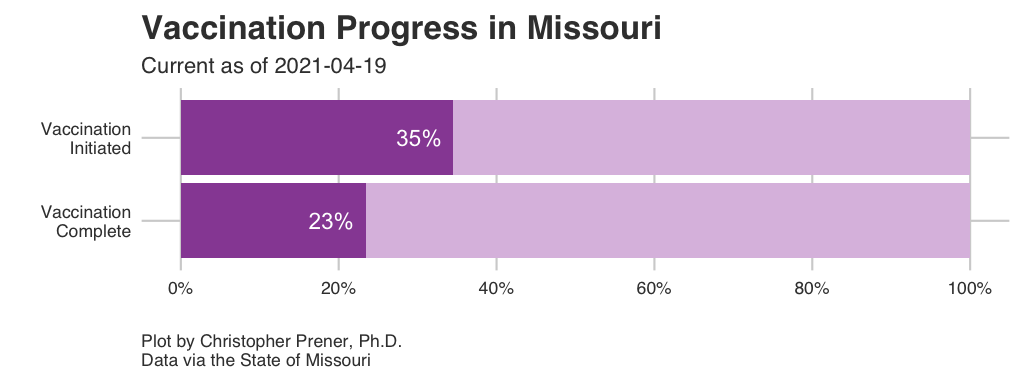 Vaccination Progress in Missouri
Current as of 2021-04-19
Vaccination
Initiated
35%
Vaccination
Complete
23%
0%
20%
40%
60%
80%
100%
Plot by Christopher Prener, Ph.D.
Data via the State of Missouri